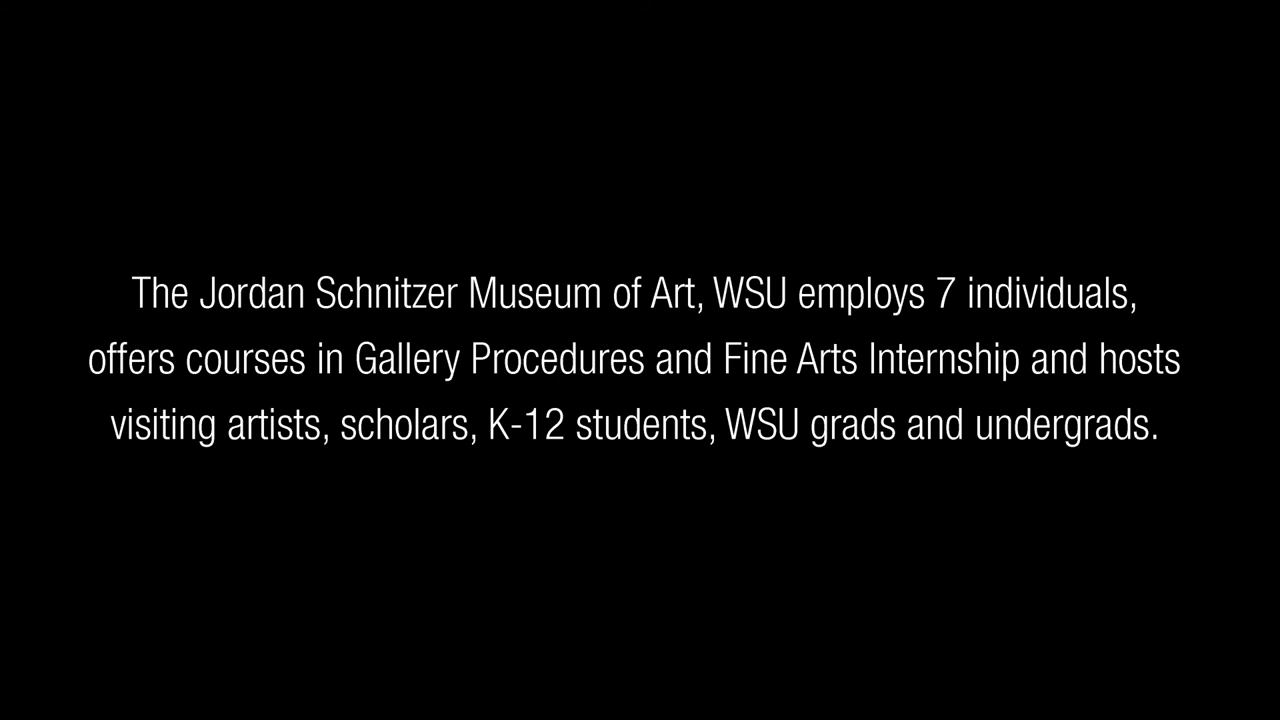 The Jordan Schnitzer Museum of Art, WSU employs 7 individuals,
offers courses in Gallery Procedures and Fine Arts Internship and hosts
visiting artists, scholars, K-12 students, WSU grads and undergrads.